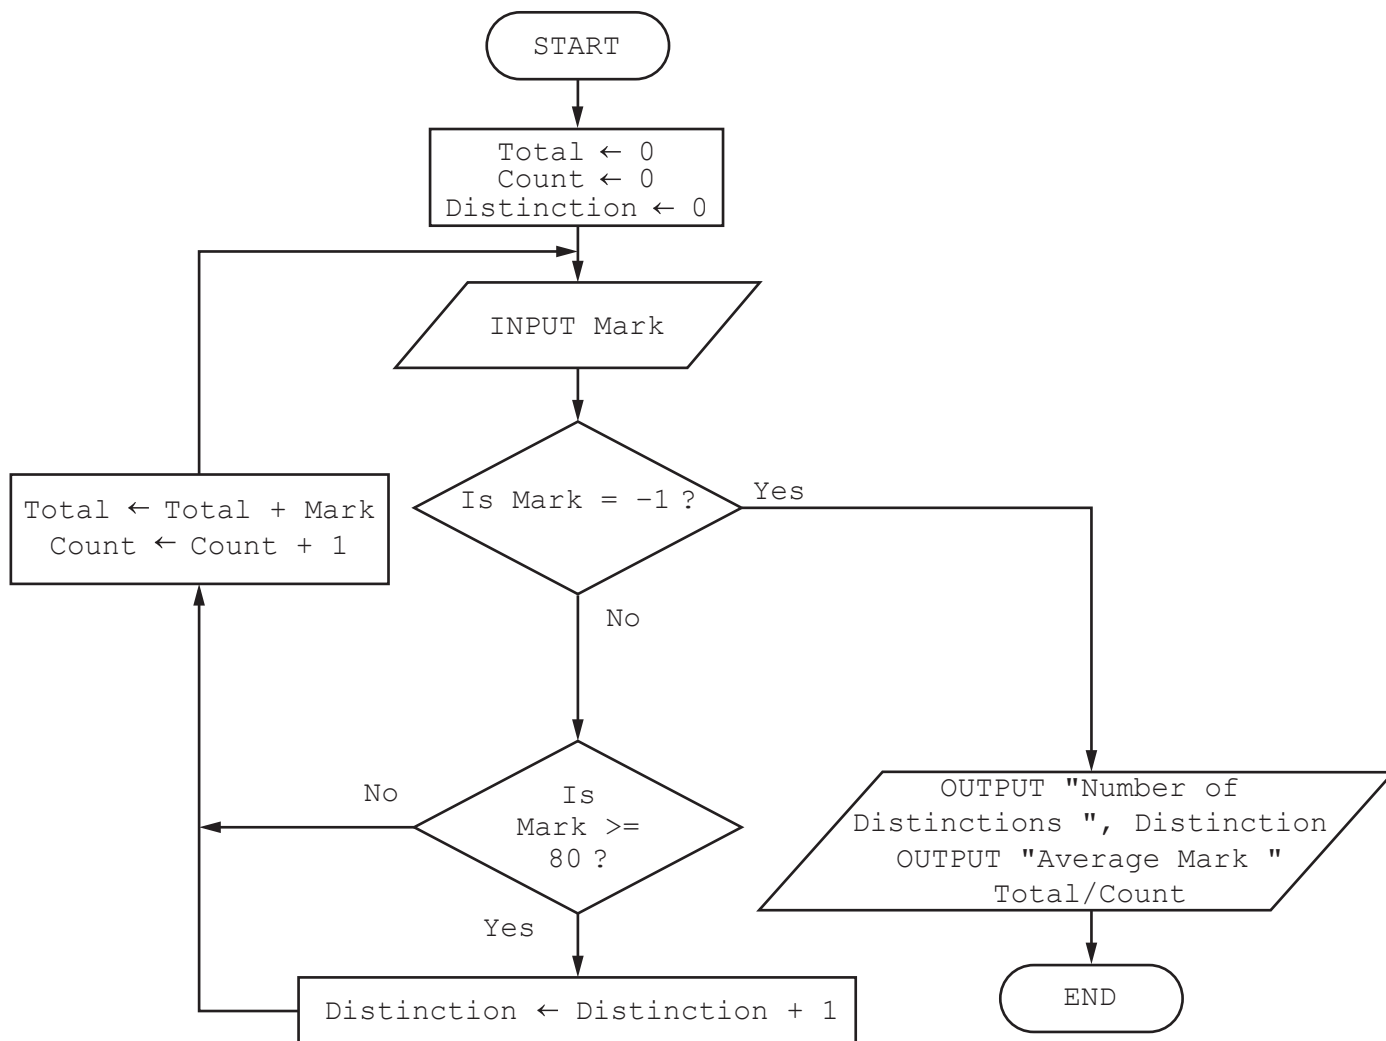 START
Total ← 0
Count ← 0
Distinction ← 0
INPUT Mark
Is Mark = –1 ?
Yes
Total ← Total + Mark
Count ← Count + 1
No
Is
Mark >=
80 ?
No
Yes
OUTPUT "Number of
Distinctions ", Distinction
OUTPUT "Average Mark "
Total/Count
Distinction ← Distinction + 1
END